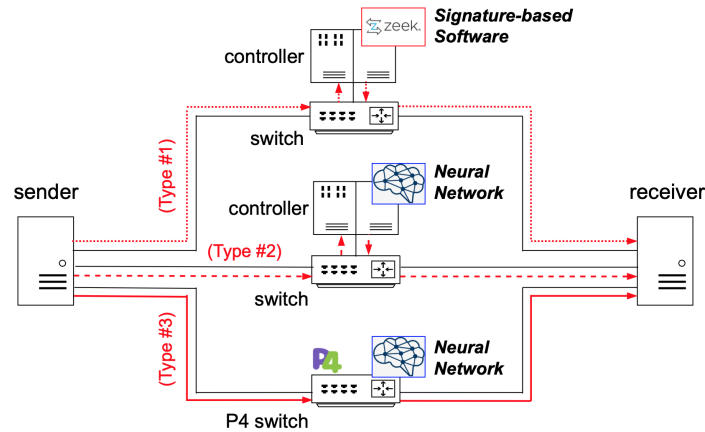 Signature-based
Software
zeek
controller
switch
(Type #1)
sender
receiver
Neural
Network
controller
(Type #2)
switch
(Type #3)
P4
Neural
Network
P4 switch